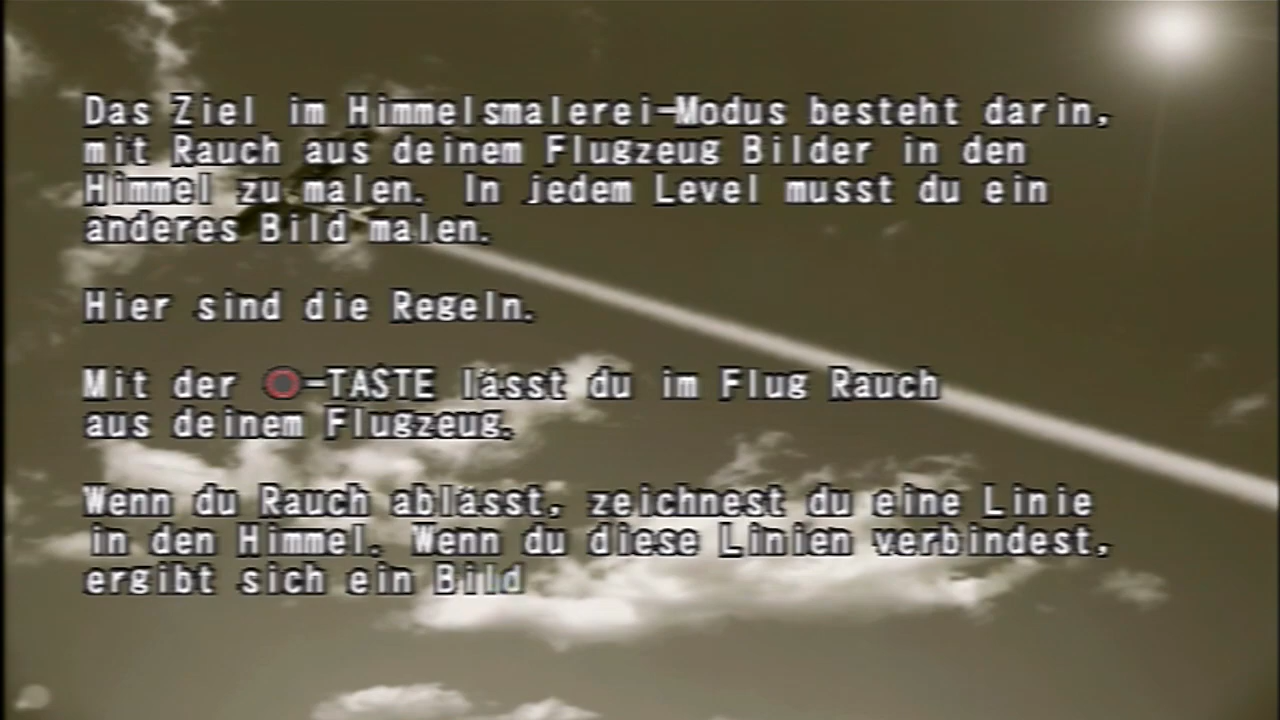 Das Ziel im Himmelsmalerei-Modus besteht darin,
mit Rauch aus deinem Flugzeug Bilder in den
Himmel zu malen. In jedem Level musst du ein
anderes Bild malen.
Hier sind die Regeln.
Mit der ○-TASTE lässt du im Flug Rauch
aus deinem Flugzeug.
Wenn du Rauch ablässt, zeichnest du eine Linie
in den Himmel. Wenn du diese Linien verbindest,
ergibt sich ein Bild